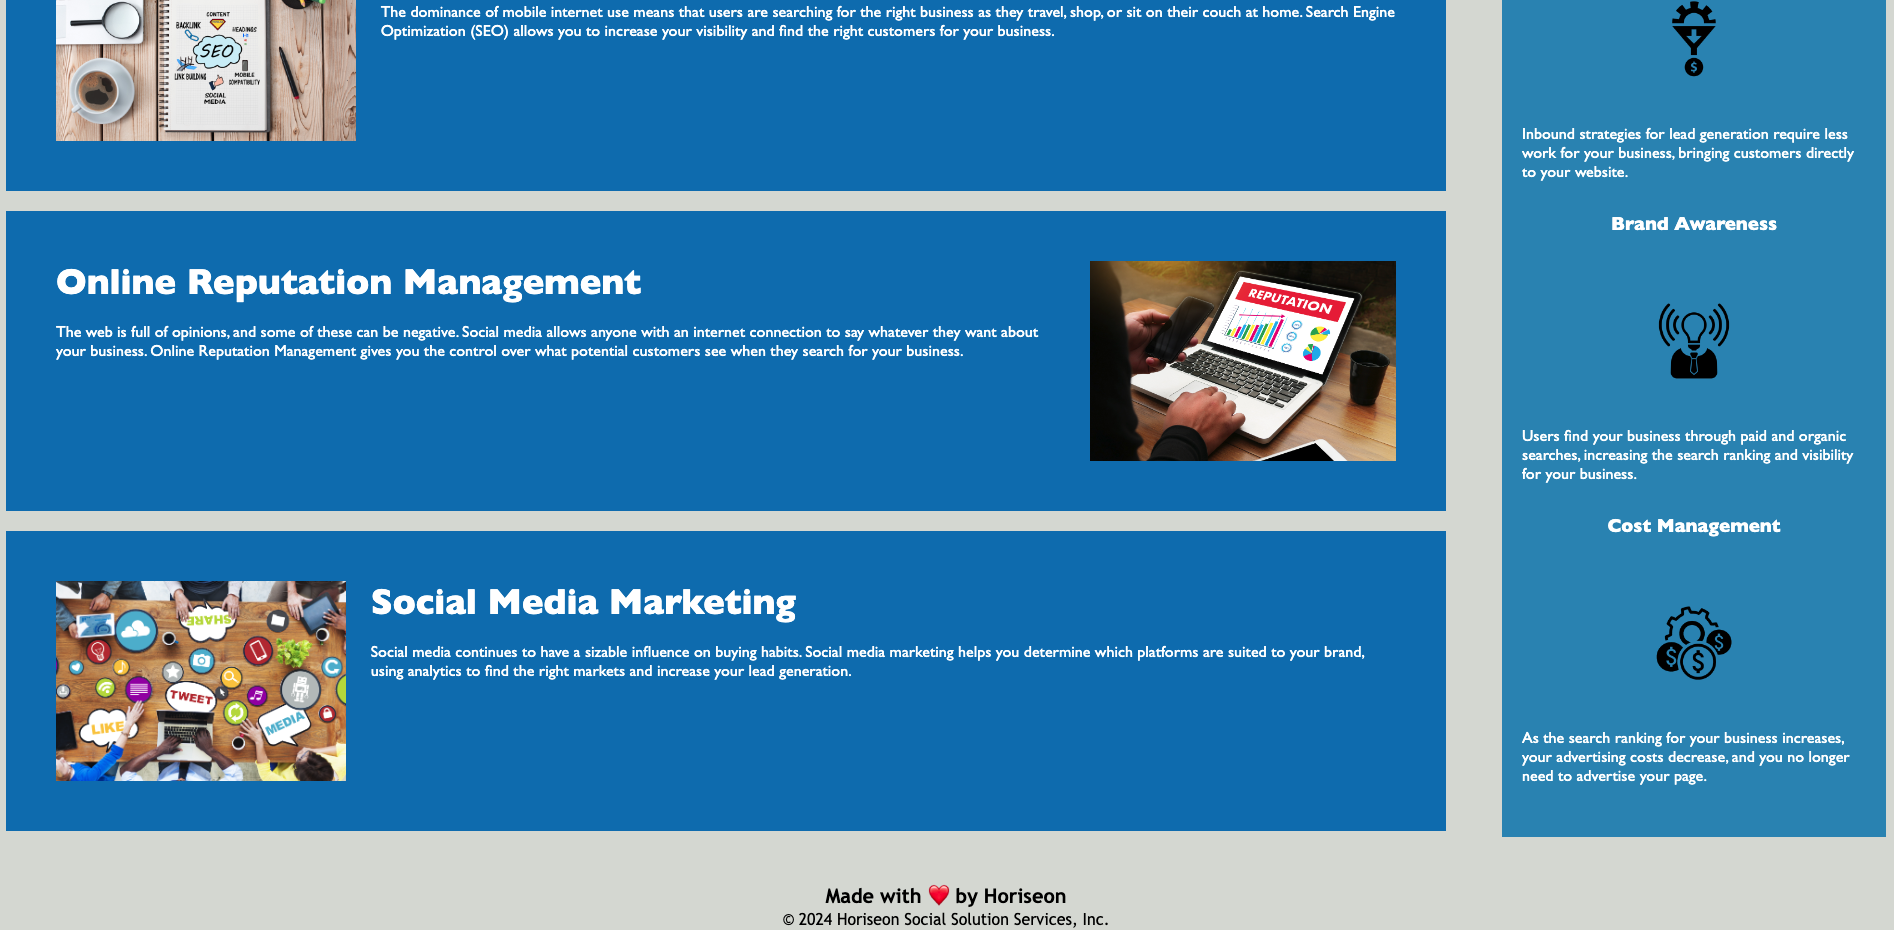 CONTENT
BACKLINK
HEADINGS
SEO
LINK BUILDING
MOBILE
COMPATIBILITY
SOCIAL
MEDIA
The dominance of mobile internet use means that users are searching for the right business as they travel, shop, or sit on their couch at home. Search Engine
Optimization (SEO) allows you to increase your visibility and find the right customers for your business.
Online Reputation Management
The web is full of opinions, and some of these can be negative. Social media allows anyone with an internet connection to say whatever they want about
your business. Online Reputation Management gives you the control over what potential customers see when they search for your business.
REPUTATION
SHARE
TWEET
LIKE
MEDIA
Social Media Marketing
Social media continues to have a sizable influence on buying habits. Social media marketing helps you determine which platforms are suited to your brand,
using analytics to find the right markets and increase your lead generation.
$
Inbound strategies for lead generation require less
work for your business, bringing customers directly
to your website.
Brand Awareness
Users find your business through paid and organic
searches, increasing the search ranking and visibility
for your business.
Cost Management
$
$
$
As the search ranking for your business increases,
your advertising costs decrease, and you no longer
need to advertise your page.
Made with ❤️ by Horiseon
© 2024 Horiseon Social Solution Services, Inc.